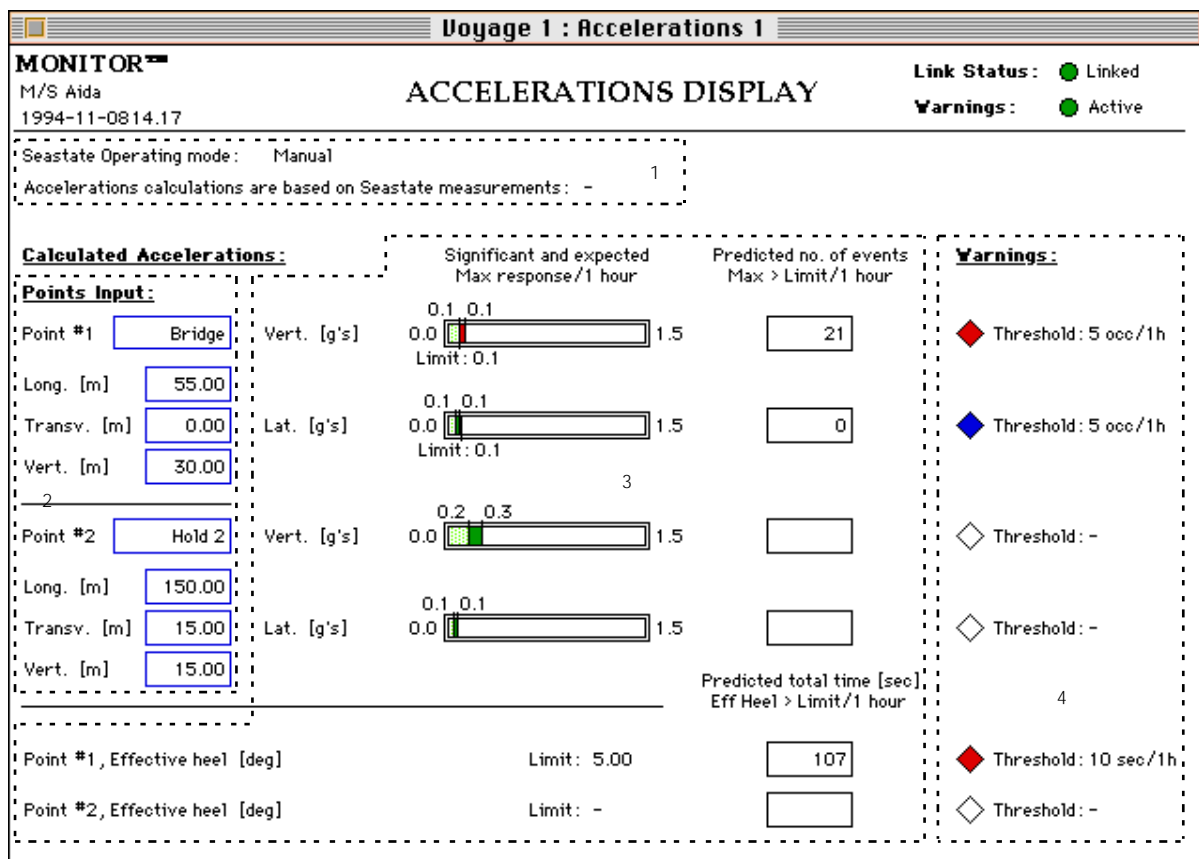 Voyage 1 : Accelerations 1
MONITOR™
M/S Aida
1994-11-0814.17
ACCELERATIONS DISPLAY
Link Status: Linked
Warnings: Active
Seastate Operating mode: Manual
Accelerations calculations are based on Seastate measurements: -
1
Calculated Accelerations:
Significant and expected
Max response/1 hour
Predicted no. of events
Max > Limit/1 hour
Warnings:
Points Input:
Point #1 Bridge
Vert. [g's]
0.1 0.1
0.0 1.5
Limit: 0.1
21
Threshold: 5 occ/1h
Long. [m] 55.00
Transv. [m] 0.00
Lat. [g's]
0.1 0.1
0.0 1.5
Limit: 0.1
0
Threshold: 5 occ/1h
Vert. [m] 30.00
2
3
Point #2 Hold 2
Vert. [g's]
0.2 0.3
0.0 1.5
Threshold: -
Long. [m] 150.00
Transv. [m] 15.00
Lat. [g's]
0.1 0.1
0.0 1.5
Threshold: -
Vert. [m] 15.00
Predicted total time [sec]
Eff Heel > Limit/1 hour
4
Point #1, Effective heel [deg] Limit: 5.00 107 Threshold: 10 sec/1h
Point #2, Effective heel [deg] Limit: - Threshold: -